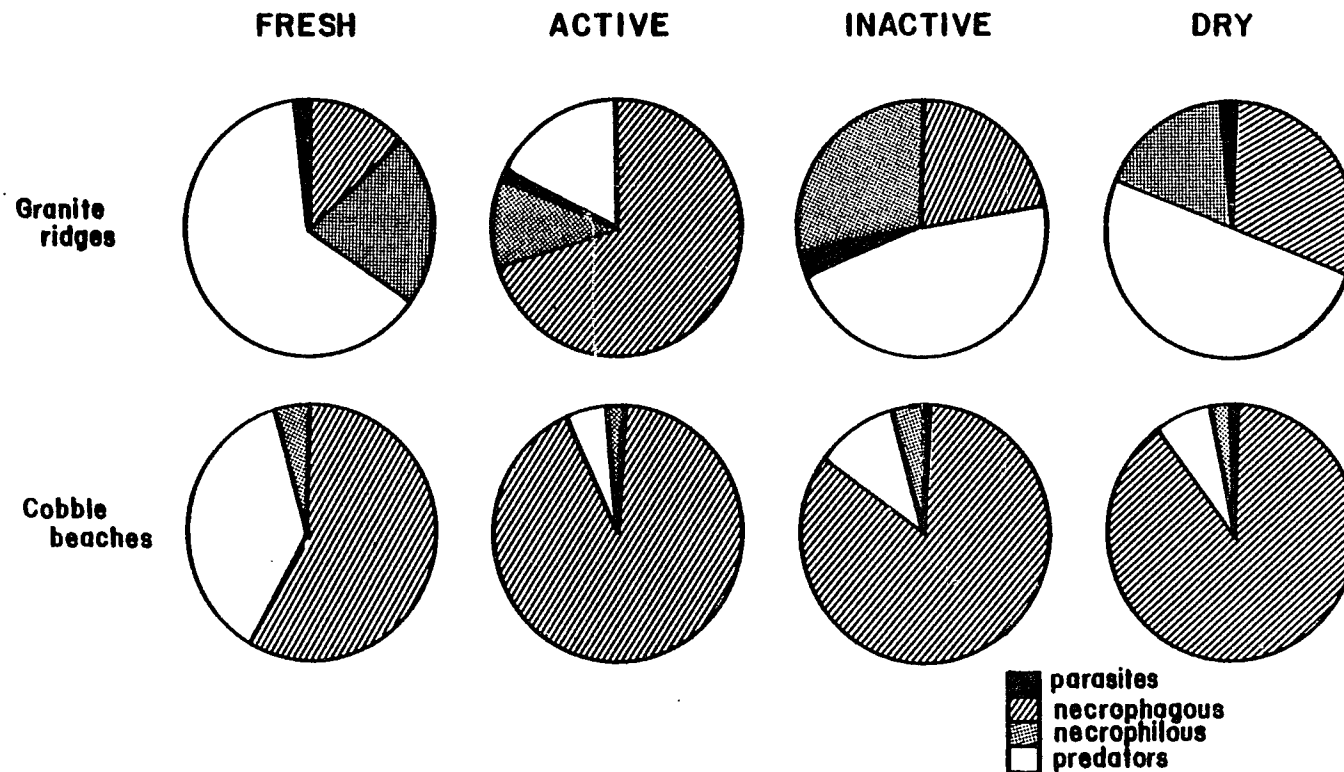 FRESH ACTIVE INACTIVE DRY
Granite
ridges
Cobble
beaches
parasites
necrophagous
necrophilous
predators